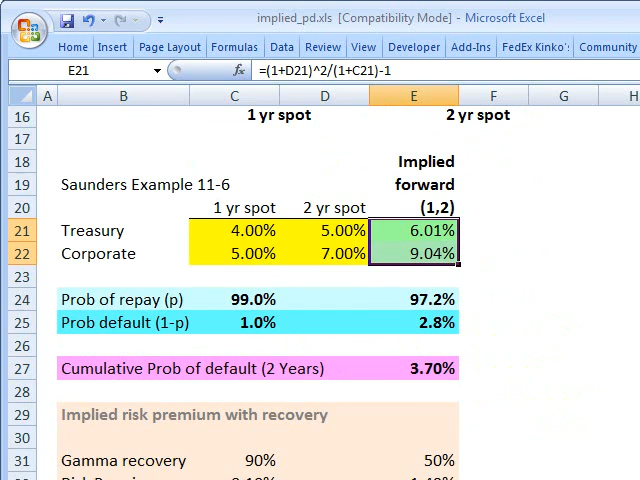 implied_pd.xls [Compatibility Mode] - Microsoft Excel
Home Insert Page Layout Formulas Data Review View Developer Add-Ins FedEx Kinko's Community
E21 fx =(1+D21)^2/(1+C21)-1
A B C D E F G H
16 1 yr spot 2 yr spot
17
18 Implied
19 Saunders Example 11-6 forward
20 1 yr spot 2 yr spot (1,2)
21 Treasury 4.00% 5.00% 6.01%
22 Corporate 5.00% 7.00% 9.04%
23
24 Prob of repay (p) 99.0% 97.2%
25 Prob default (1-p) 1.0% 2.8%
26
27 Cumulative Prob of default (2 Years) 3.70%
28
29 Implied risk premium with recovery
30
31 Gamma recovery 90% 50%